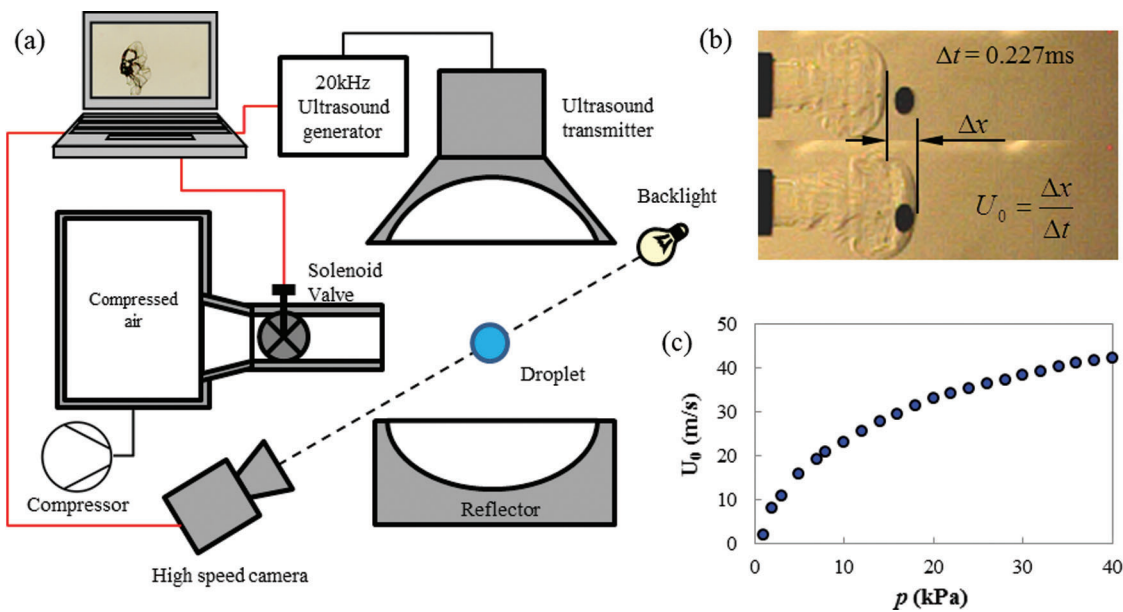 (a)
20kHz
Ultrasound
generator
Ultrasound
transmitter
Backlight
Solenoid
Valve
Compressed
air
Droplet
Compressor
Reflector
High speed camera
(b)
Δt = 0.227ms
Δx
U₀ = Δx/Δt
(c)
50
40
30
20
10
0
U₀ (m/s)
0 10 20 30 40
p (kPa)